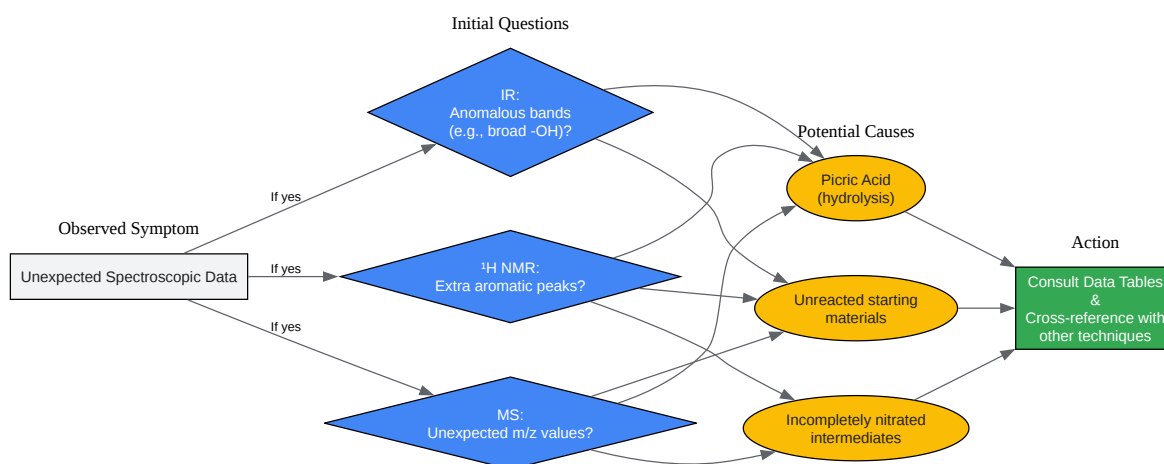 Initial Questions
IR:
Anomalous bands
(e.g., broad -OH)?
Potential Causes
Picric Acid
(hydrolysis)
If yes
Observed Symptom
Unexpected Spectroscopic Data
If yes
¹H NMR:
Extra aromatic peaks?
Action
Consult Data Tables
&
Cross-reference with
other techniques
Unreacted starting
materials
If yes
MS:
Unexpected m/z values?
Incompletely nitrated
intermediates